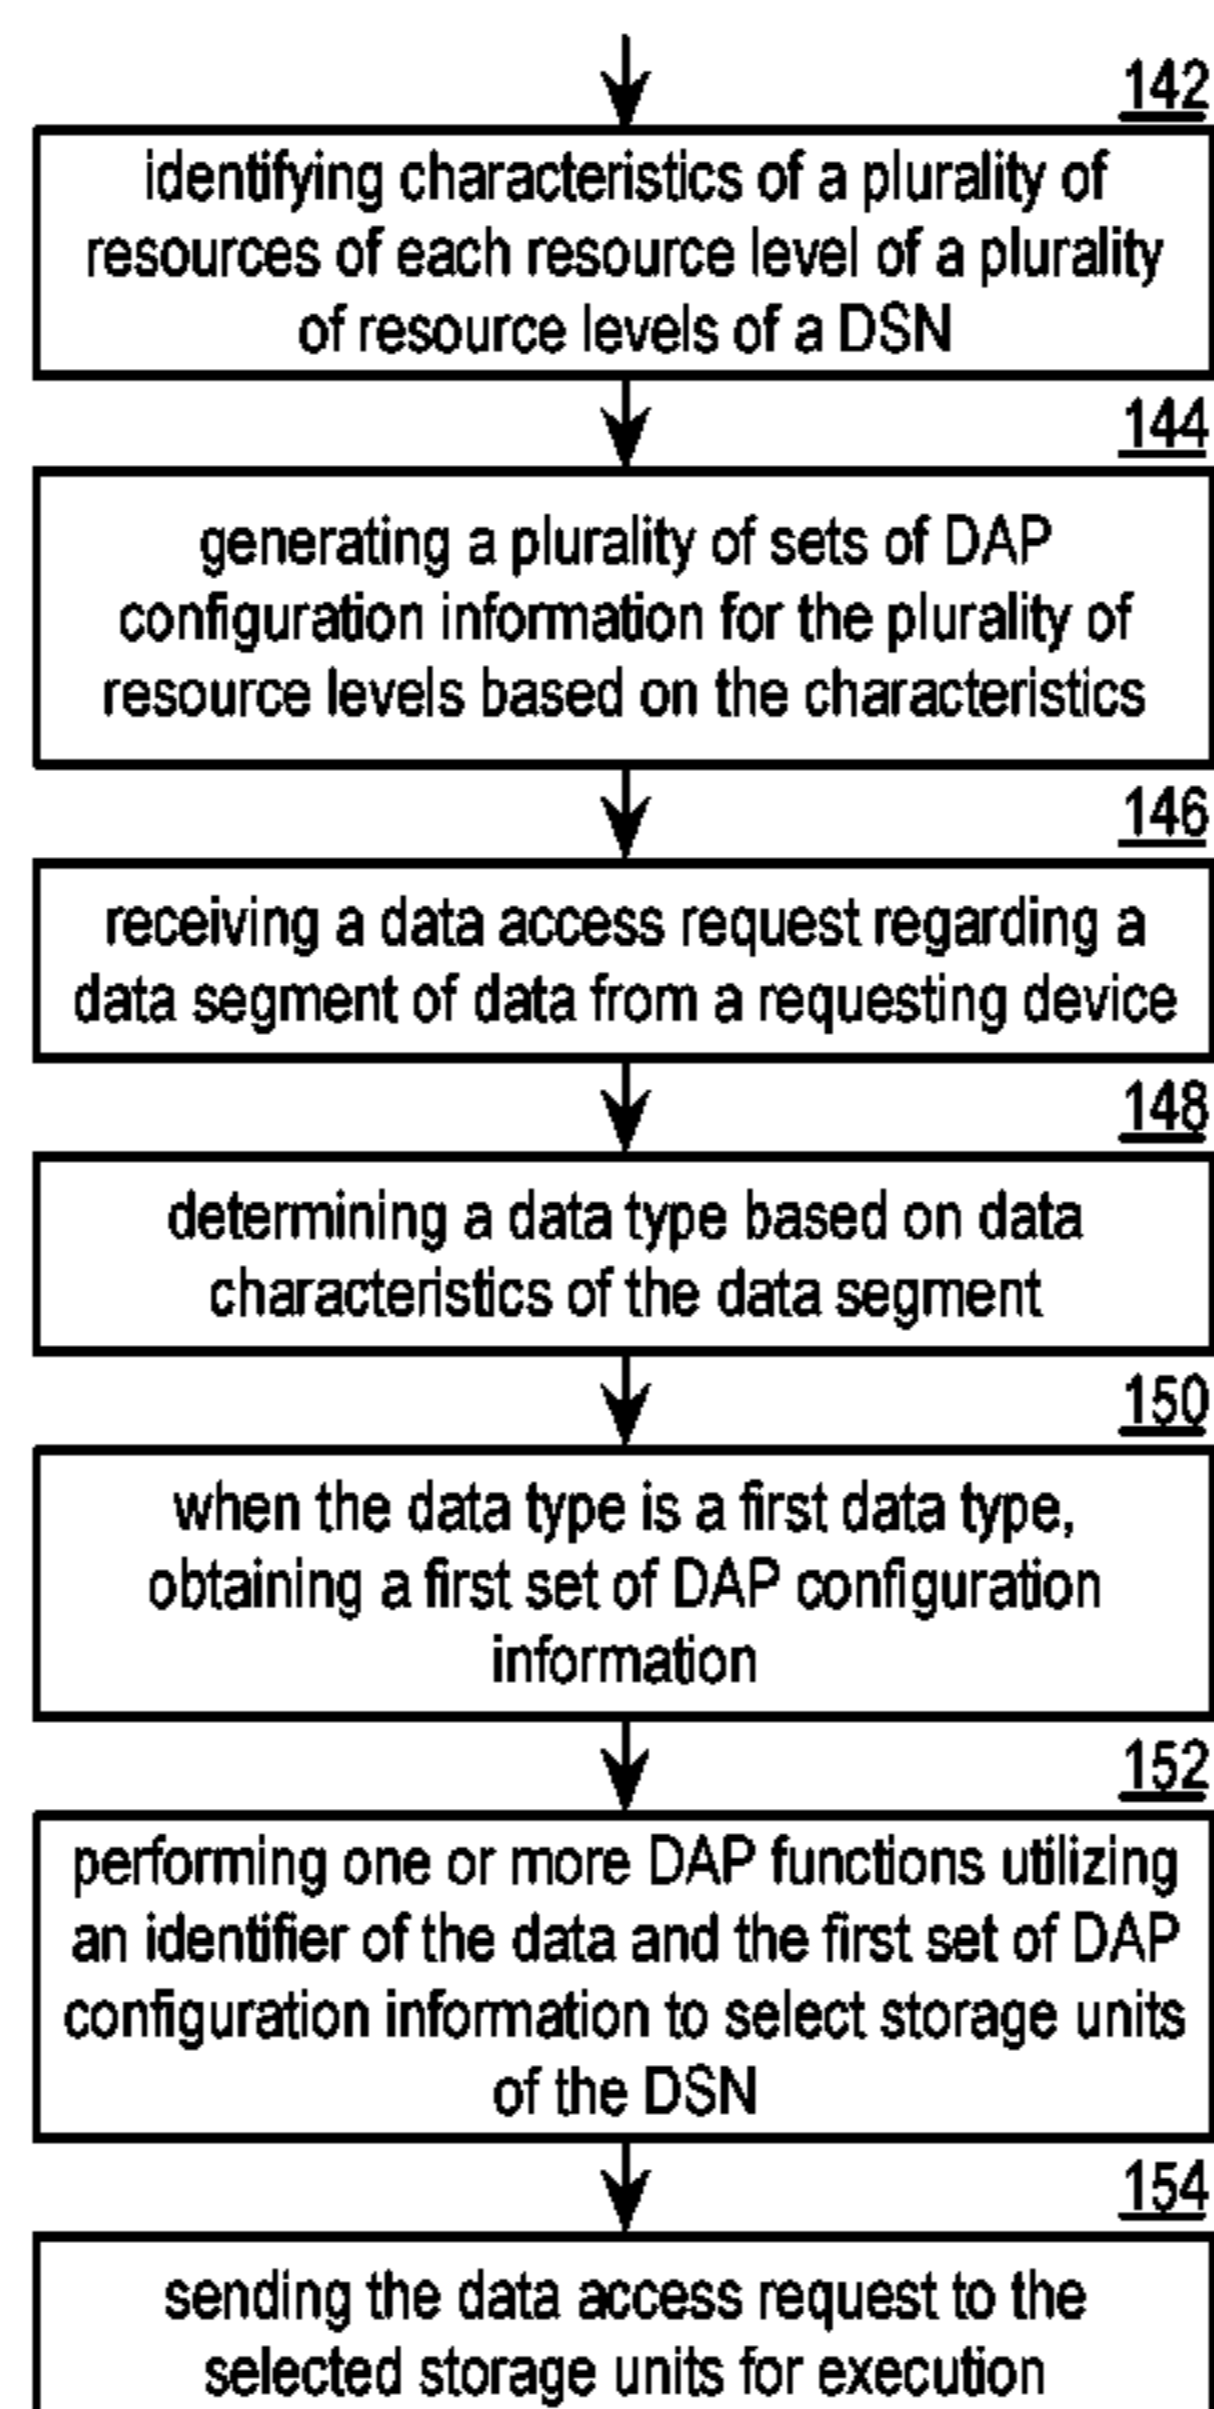 142
identifying characteristics of a plurality of
resources of each resource level of a plurality
of resource levels of a DSN
144
generating a plurality of sets of DAP
configuration information for the plurality of
resource levels based on the characteristics
146
receiving a data access request regarding a
data segment of data from a requesting device
148
determining a data type based on data
characteristics of the data segment
150
when the data type is a first data type,
obtaining a first set of DAP configuration
information
152
performing one or more DAP functions utilizing
an identifier of the data and the first set of DAP
configuration information to select storage units
of the DSN
154
sending the data access request to the
selected storage units for execution